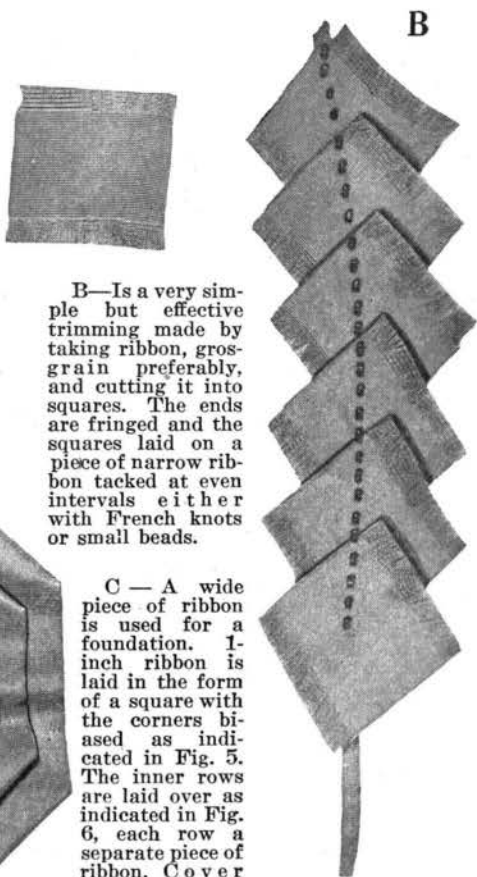 B
B—Is a very sim-
ple but effective
trimming made by
taking ribbon, gros-
grain preferably,
and cutting it into
squares. The ends
are fringed and the
squares laid on a
piece of narrow rib-
bon tacked at even
intervals either
with French knots
or small beads.
C — A wide
piece of ribbon
is used for a
foundation. 1-
inch ribbon is
laid in the form
of a square with
the corners bi-
ased as indi-
cated in Fig. 5.
The inner rows
are laid over as
indicated in Fig.
6, each row a
separate piece of
ribbon. Cover